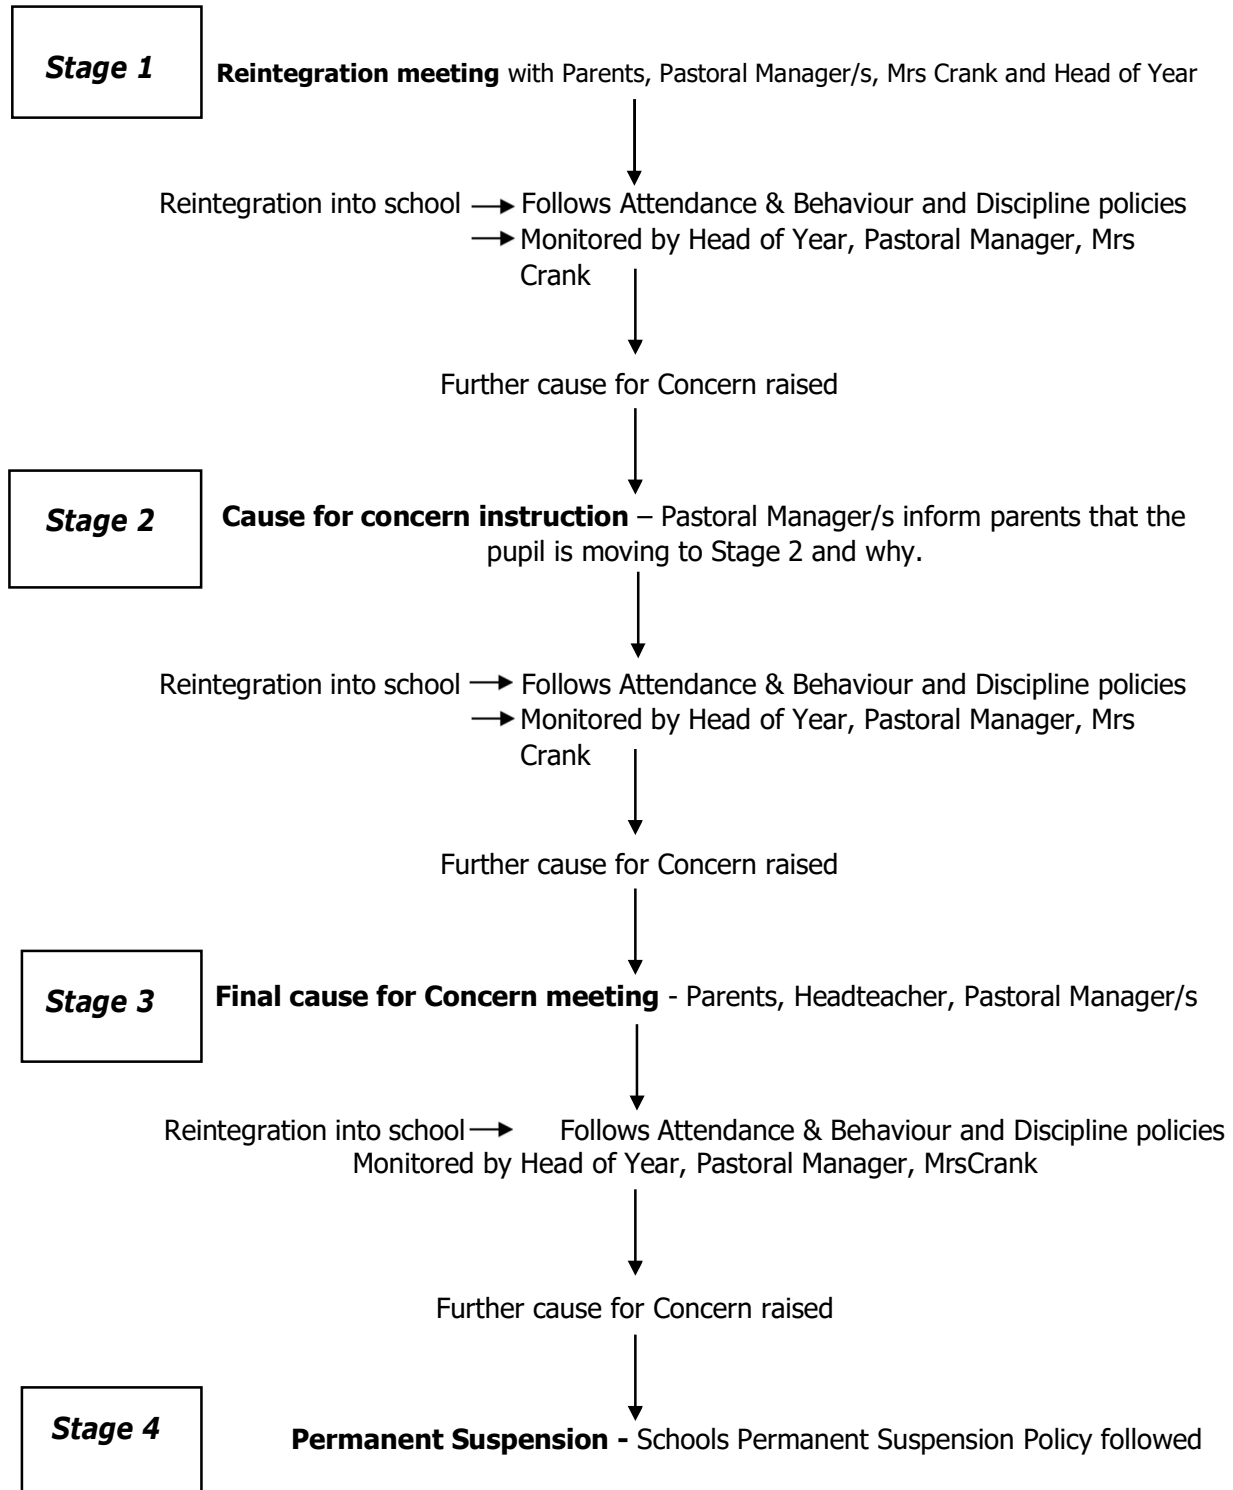 Stage 1
Reintegration meeting with Parents, Pastoral Manager/s, Mrs Crank and Head of Year
Reintegration into school → Follows Attendance & Behaviour and Discipline policies
→ Monitored by Head of Year, Pastoral Manager, Mrs
Crank
Further cause for Concern raised
Stage 2
Cause for concern instruction – Pastoral Manager/s inform parents that the
pupil is moving to Stage 2 and why.
Reintegration into school → Follows Attendance & Behaviour and Discipline policies
→ Monitored by Head of Year, Pastoral Manager, Mrs
Crank
Further cause for Concern raised
Stage 3
Final cause for Concern meeting - Parents, Headteacher, Pastoral Manager/s
Reintegration into school → Follows Attendance & Behaviour and Discipline policies
Monitored by Head of Year, Pastoral Manager, MrsCrank
Further cause for Concern raised
Stage 4
Permanent Suspension - Schools Permanent Suspension Policy followed